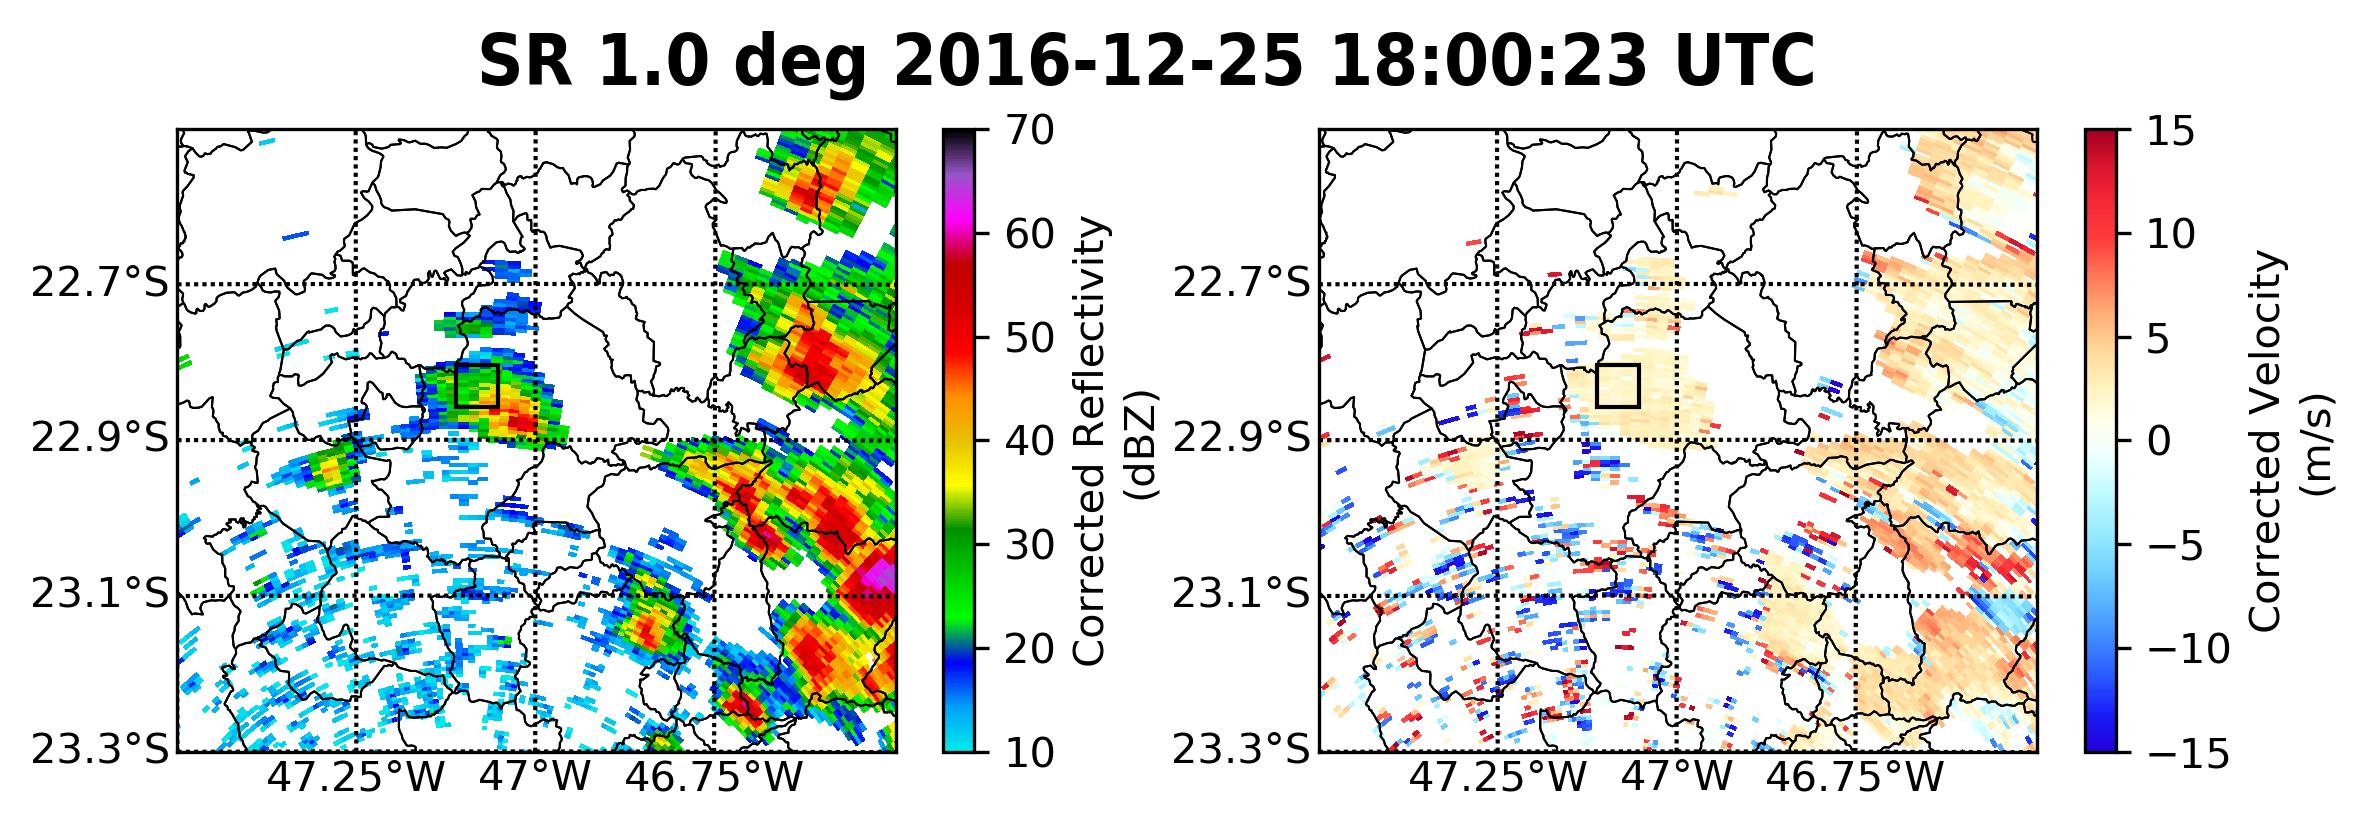 SR 1.0 deg 2016-12-25 18:00:23 UTC
22.7°S
22.9°S
23.1°S
23.3°S
47.25°W 47°W 46.75°W
70
60
50
40
30
20
10
Corrected Reflectivity
(dBZ)
22.7°S
22.9°S
23.1°S
23.3°S
47.25°W 47°W 46.75°W
15
10
5
0
−5
−10
−15
Corrected Velocity
(m/s)